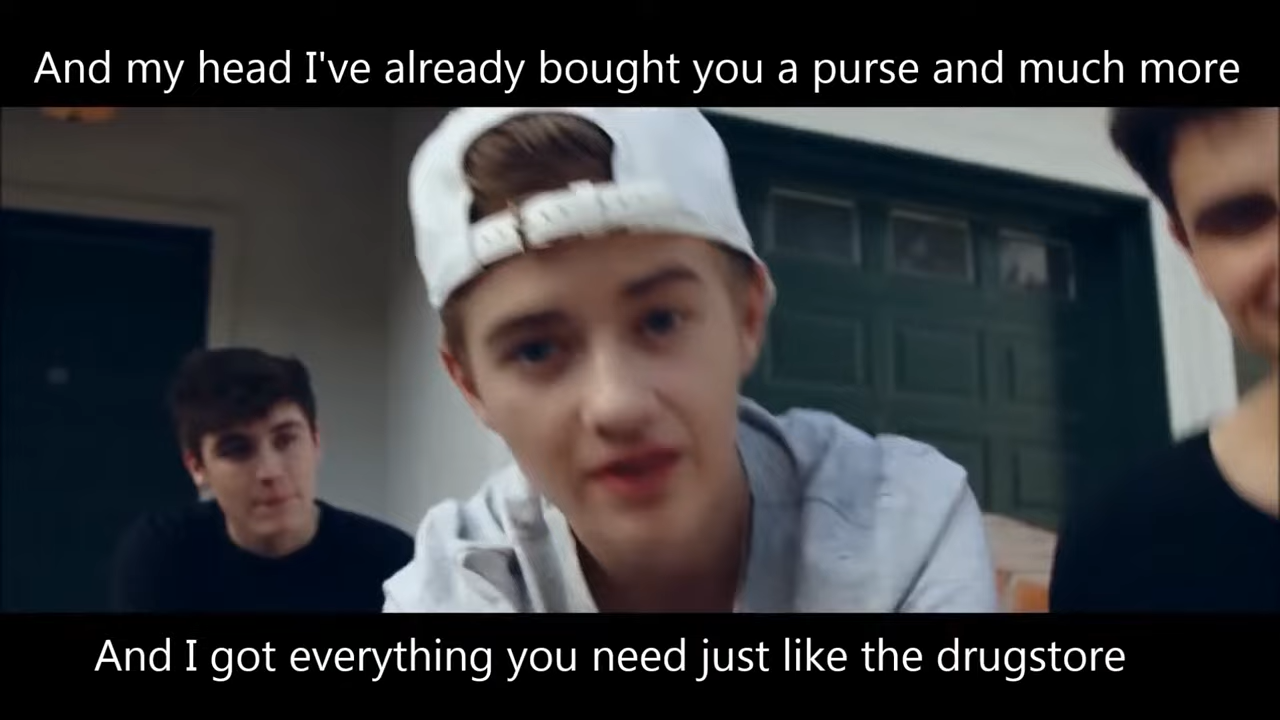 And my head I've already bought you a purse and much more
And I got everything you need just like the drugstore